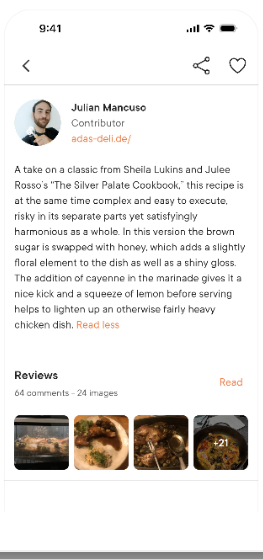 9:41
Julian Mancuso
Contributor
adas-deli.de/
A take on a classic from Sheila Lukins and Julee
Rosso's "The Silver Palate Cookbook," this recipe is
at the same time complex and easy to execute,
risky in its separate parts yet satisfyingly
harmonious as a whole. In this version the brown
sugar is swapped with honey, which adds a slightly
floral element to the dish as well as a shiny gloss.
The addition of cayenne in the marinade gives it a
nice kick and a squeeze of lemon before serving
helps to lighten up an otherwise fairly heavy
chicken dish. Read less
Reviews
Read
64 comments - 24 images
+21